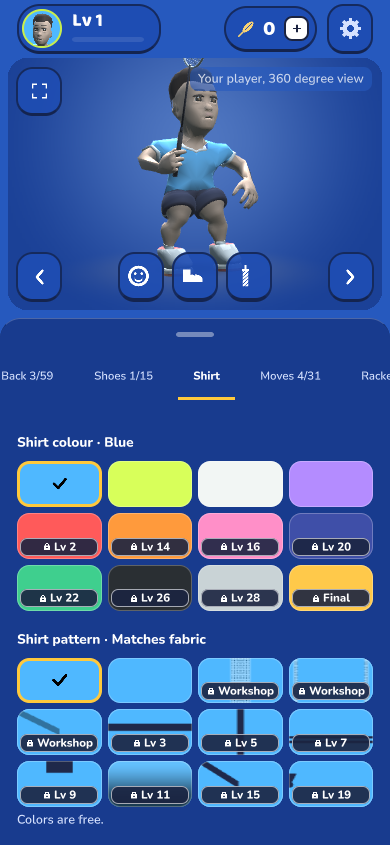 Lv 1
0
+
Your player, 360 degree view
Back 3/59
Shoes 1/15
Shirt
Moves 4/31
Racke
Shirt colour · Blue
Lv 2
Lv 14
Lv 16
Lv 20
Lv 22
Lv 26
Lv 28
Final
Shirt pattern · Matches fabric
Workshop
Workshop
Workshop
Lv 3
Lv 5
Lv 7
Lv 9
Lv 11
Lv 15
Lv 19
Colors are free.